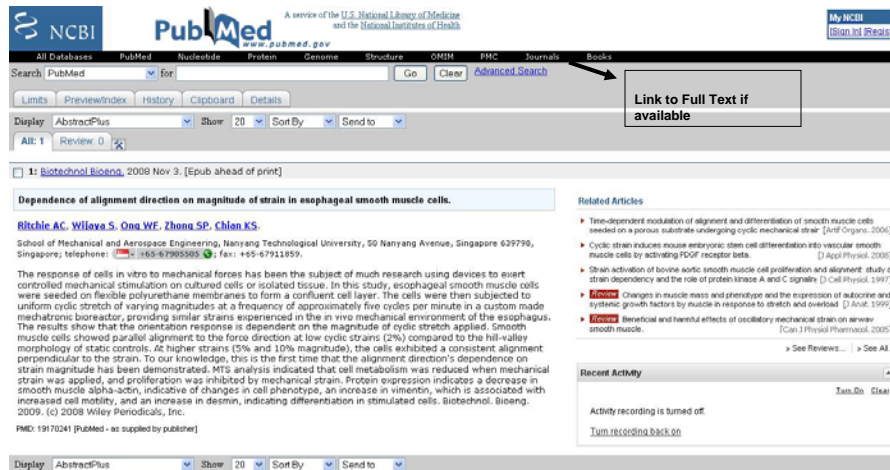 NCBI
PubMed
www.pubmed.gov
A service of the U.S. National Library of Medicine
and the National Institutes of Health
My NCBI
[Sign In] [Regis
All Databases PubMed Nucleotide Protein Genome Structure OMIM PMC Journals Books
Search PubMed for Go Clear Advanced Search
Link to Full Text if
available
Limits Preview/Index History Clipboard Details
Display AbstractPlus Show 20 Sort By Send to
All: 1 Review: 0
1: Biotechnol Bioeng. 2008 Nov 3. [Epub ahead of print]
Dependence of alignment direction on magnitude of strain in esophageal smooth muscle cells.
Ritchie AC, Wijaya S, Ong WF, Zhong SP, Chian KS.
School of Mechanical and Aerospace Engineering, Nanyang Technological University, 50 Nanyang Avenue, Singapore 639798,
Singapore; telephone: +65-67905505 ; fax: +65-67911859.
The response of cells in vitro to mechanical forces has been the subject of much research using devices to exert
controlled mechanical stimulation on cultured cells or isolated tissue. In this study, esophageal smooth muscle cells
were seeded on flexible polyurethane membranes to form a confluent cell layer. The cells were then subjected to
uniform cyclic stretch of varying magnitudes at a frequency of approximately five cycles per minute in a custom made
mechatronic bioreactor, providing similar strains experienced in the in vivo mechanical environment of the esophagus.
The results show that the orientation response is dependent on the magnitude of cyclic stretch applied. Smooth
muscle cells showed parallel alignment to the force direction at low cyclic strains (2%) compared to the hill-valley
morphology of static controls. At higher strains (5% and 10% magnitude), the cells exhibited a consistent alignment
perpendicular to the strain. To our knowledge, this is the first time that the alignment direction's dependence on
strain magnitude has been demonstrated. MTS analysis indicated that cell metabolism was reduced when mechanical
strain was applied, and proliferation was inhibited by mechanical strain. Protein expression indicates a decrease in
smooth muscle alpha-actin, indicative of changes in cell phenotype, an increase in vimentin, which is associated with
increased cell motility, and an increase in desmin, indicating differentiation in stimulated cells. Biotechnol. Bioeng.
2009. (c) 2008 Wiley Periodicals, Inc.
PMID: 19170241 [PubMed - as supplied by publisher]
Related Articles
Time-dependent modulation of alignment and differentiation of smooth muscle cells
seeded on a porous substrate undergoing cyclic mechanical strain [Artif Organs. 2006]
Cyclic strain induces mouse embryonic stem cell differentiation into vascular smooth
muscle cells by activating PDGF receptor beta. [J Appl Physiol. 2008]
Strain activation of bovine aortic smooth muscle cell proliferation and alignment: study o
strain dependency and the role of protein kinase A and C signaling [J Cell Physiol. 1997]
Review Changes in muscle mass and phenotype and the expression of autocrine and
systemic growth factors by muscle in response to stretch and overload [J Anat. 1999]
Review Beneficial and harmful effects of oscillatory mechanical strain on airway
smooth muscle. [Can J Physiol Pharmacol. 2005]
» See Reviews... | » See All.
Recent Activity
Turn On Clear
Activity recording is turned off.
Turn recording back on
Display AbstractPlus Show 20 Sort By Send to